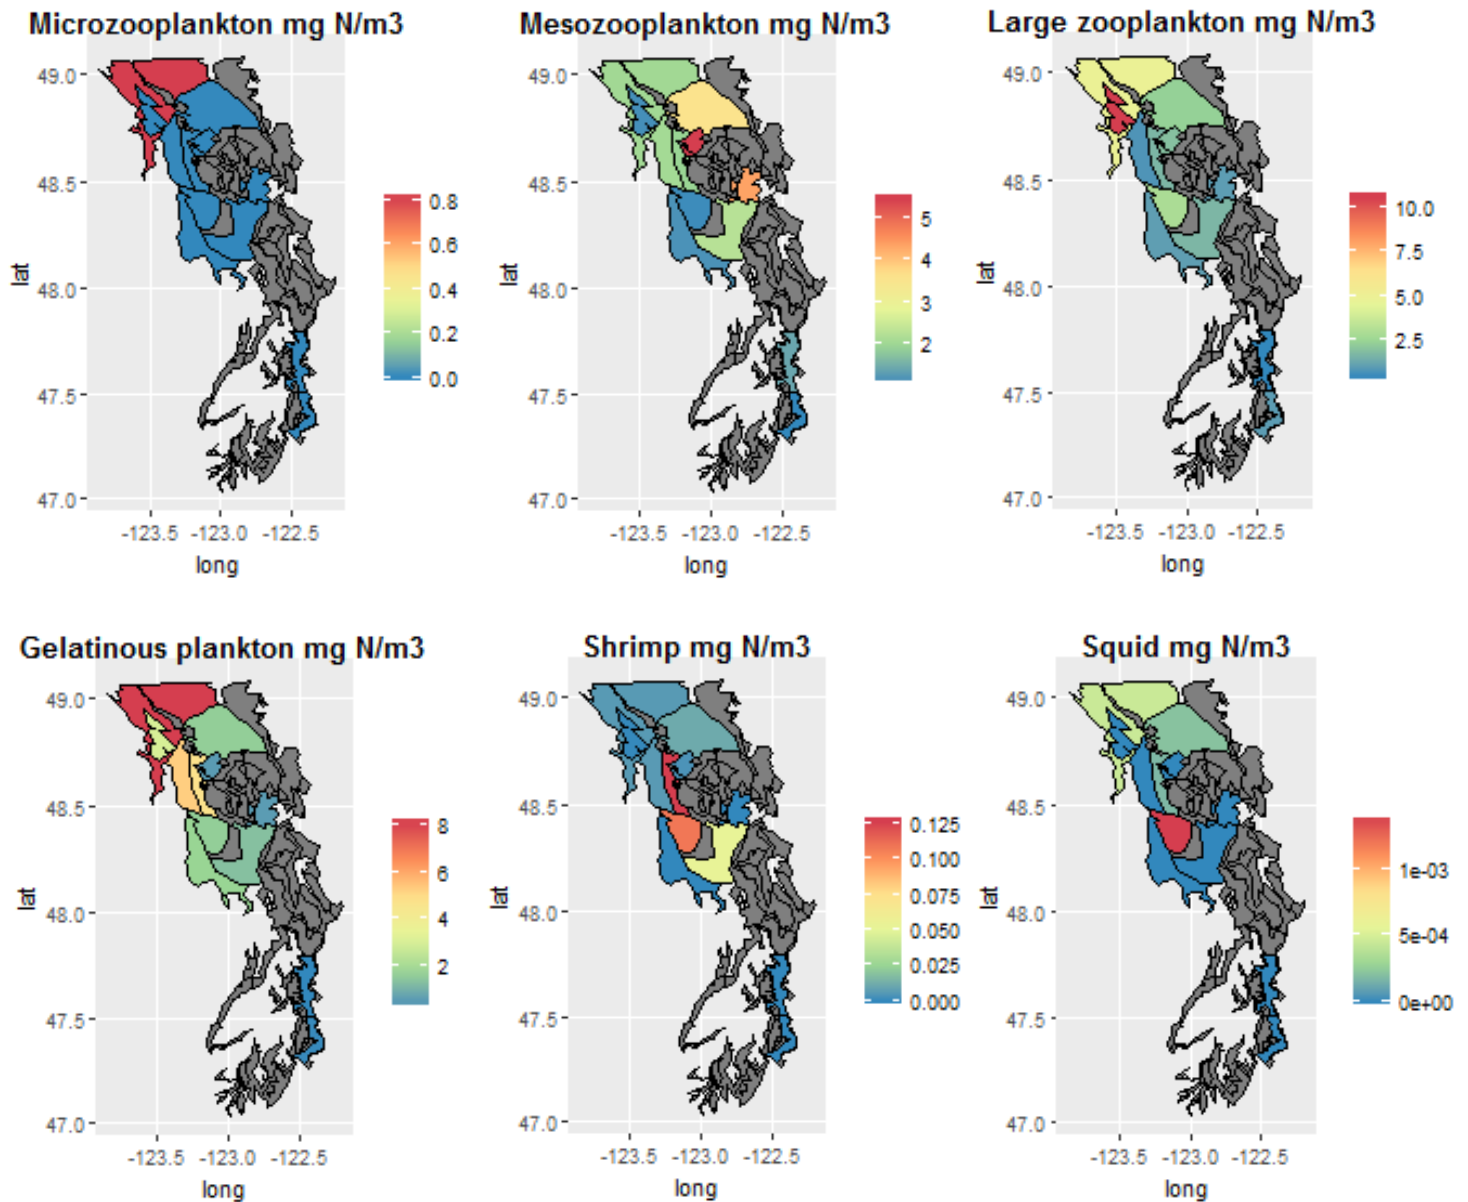 Microzooplankton mg N/m3
49.0
48.5
48.0
47.5
47.0
lat
-123.5 -123.0 -122.5
long
0.8
0.6
0.4
0.2
0.0
Mesozooplankton mg N/m3
49.0
48.5
48.0
47.5
47.0
lat
-123.5 -123.0 -122.5
long
5
4
3
2
Large zooplankton mg N/m3
49.0
48.5
48.0
47.5
47.0
lat
-123.5 -123.0 -122.5
long
10.0
7.5
5.0
2.5
Gelatinous plankton mg N/m3
49.0
48.5
48.0
47.5
47.0
lat
-123.5 -123.0 -122.5
long
8
6
4
2
Shrimp mg N/m3
49.0
48.5
48.0
47.5
47.0
lat
-123.5 -123.0 -122.5
long
0.125
0.100
0.075
0.050
0.025
0.000
Squid mg N/m3
49.0
48.5
48.0
47.5
47.0
lat
-123.5 -123.0 -122.5
long
1e-03
5e-04
0e+00